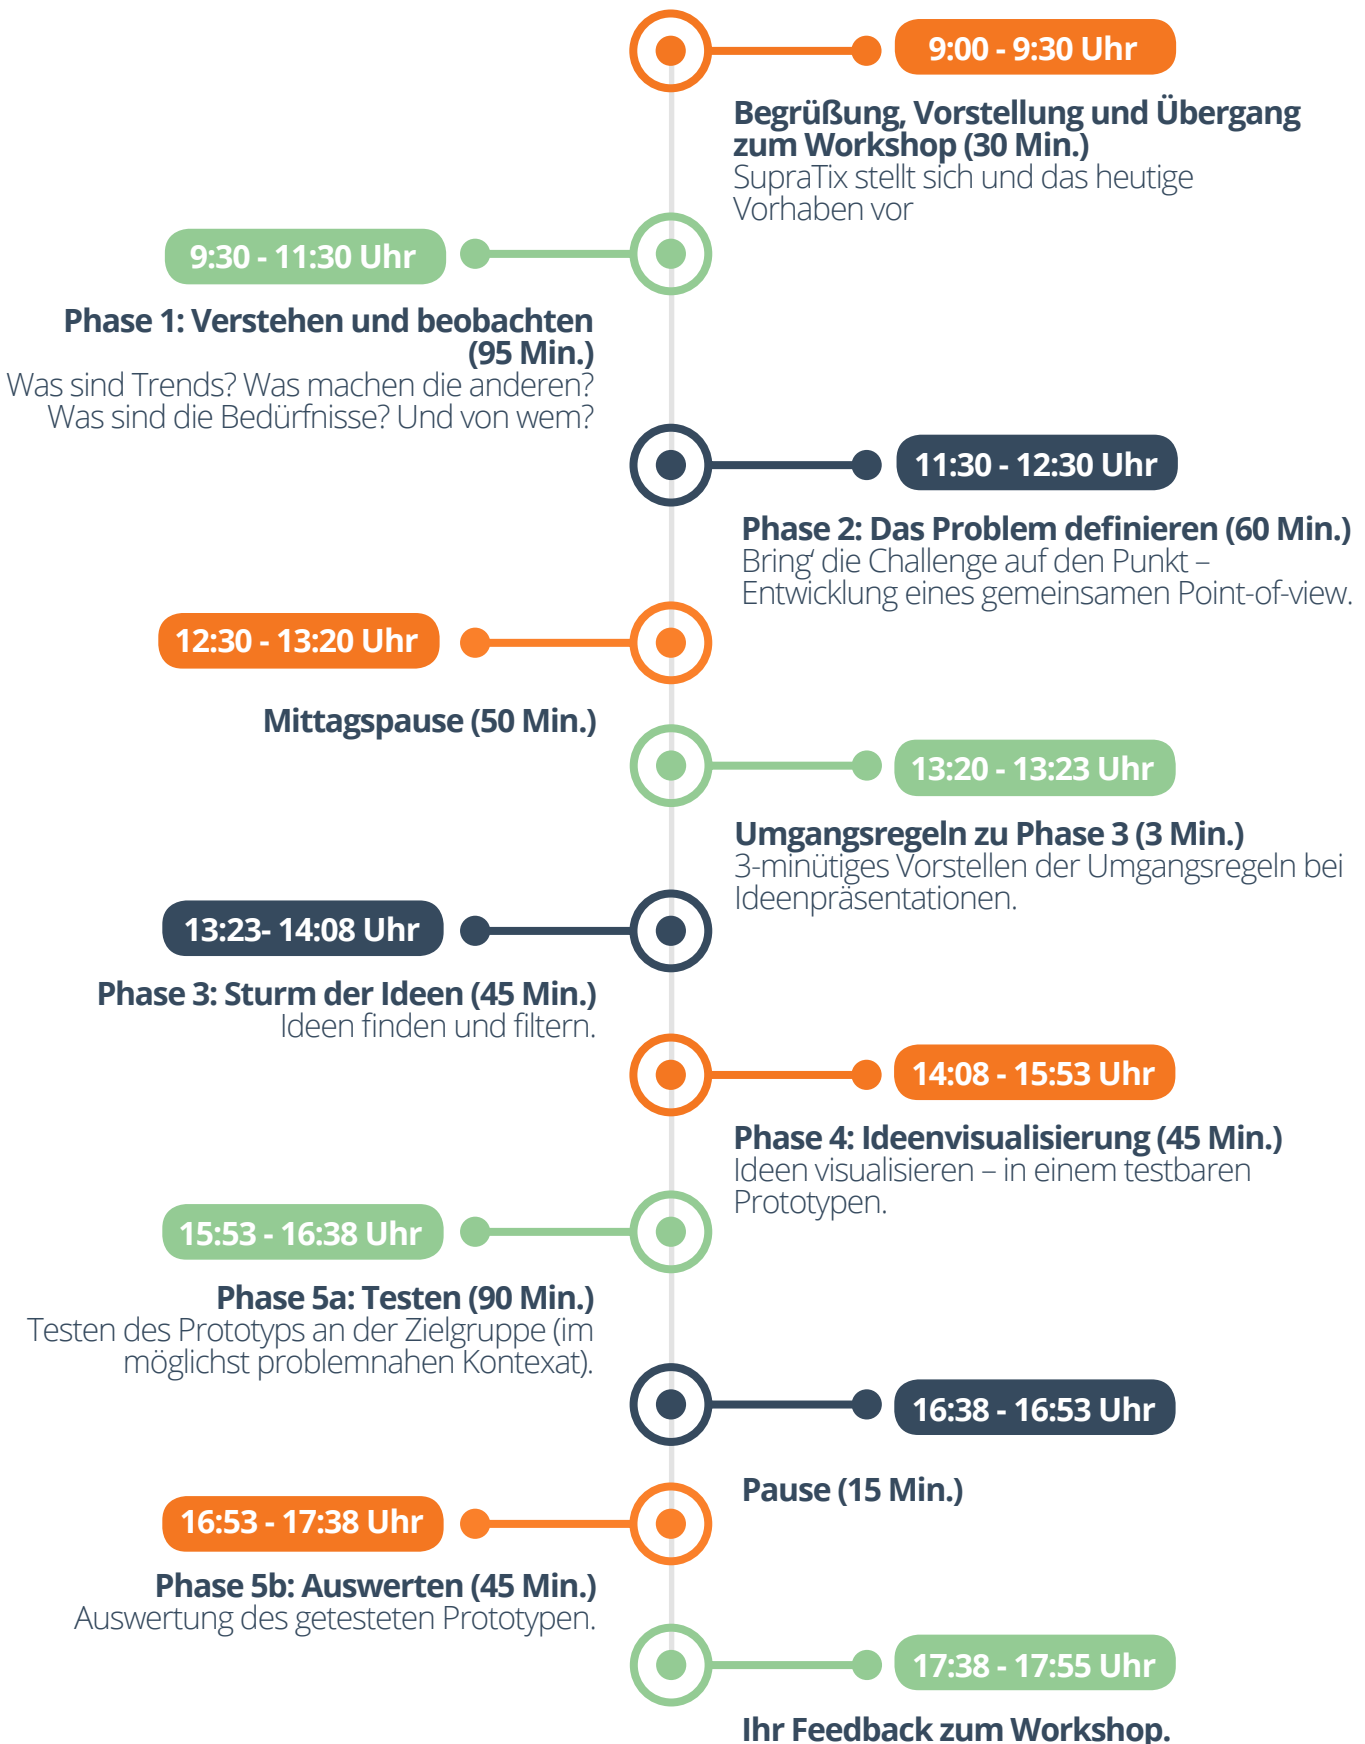 9:00 - 9:30 Uhr
Begrüßung, Vorstellung und Übergang
zum Workshop (30 Min.)
SupraTix stellt sich und das heutige
Vorhaben vor
9:30 - 11:30 Uhr
Phase 1: Verstehen und beobachten
(95 Min.)
Was sind Trends? Was machen die anderen?
Was sind die Bedürfnisse? Und von wem?
11:30 - 12:30 Uhr
Phase 2: Das Problem definieren (60 Min.)
Bring‘ die Challenge auf den Punkt –
Entwicklung eines gemeinsamen Point-of-view.
12:30 - 13:20 Uhr
Mittagspause (50 Min.)
13:20 - 13:23 Uhr
Umgangsregeln zu Phase 3 (3 Min.)
3-minütiges Vorstellen der Umgangsregeln bei
Ideenpräsentationen.
13:23- 14:08 Uhr
Phase 3: Sturm der Ideen (45 Min.)
Ideen finden und filtern.
14:08 - 15:53 Uhr
Phase 4: Ideenvisualisierung (45 Min.)
Ideen visualisieren – in einem testbaren
Prototypen.
15:53 - 16:38 Uhr
Phase 5a: Testen (90 Min.)
Testen des Prototyps an der Zielgruppe (im
möglichst problemnahen Kontexat).
16:38 - 16:53 Uhr
Pause (15 Min.)
16:53 - 17:38 Uhr
Phase 5b: Auswerten (45 Min.)
Auswertung des getesteten Prototypen.
17:38 - 17:55 Uhr
Ihr Feedback zum Workshop.